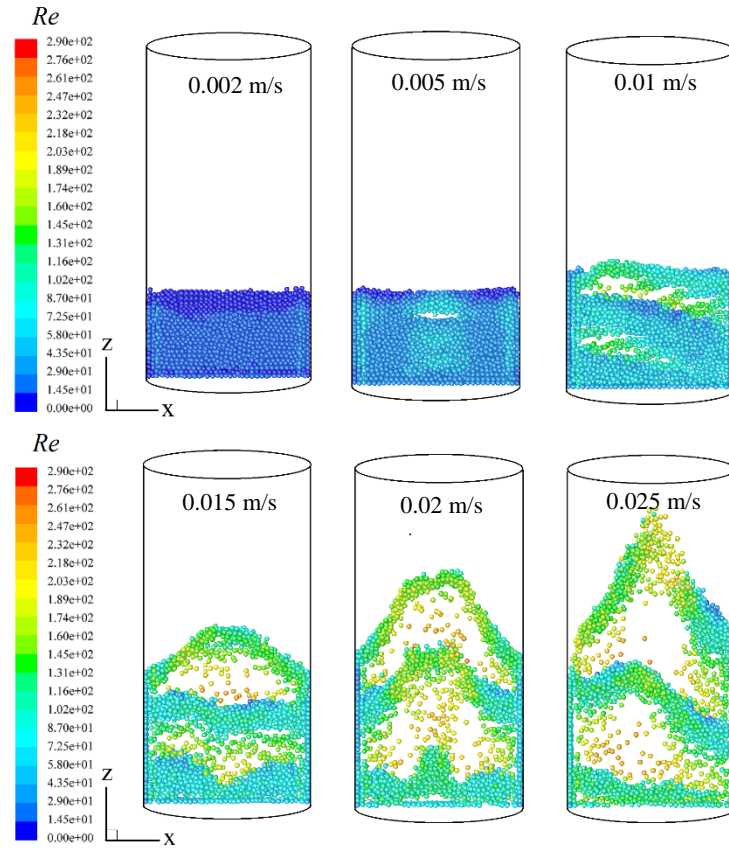 Re
2.90e+02
2.76e+02
2.61e+02
2.47e+02
2.32e+02
2.18e+02
2.03e+02
1.89e+02
1.74e+02
1.60e+02
1.45e+02
1.31e+02
1.16e+02
1.02e+02
8.70e+01
7.25e+01
5.80e+01
4.35e+01
2.90e+01
1.45e+01
0.00e+00
Z
X
0.002 m/s
0.005 m/s
0.01 m/s
Re
2.90e+02
2.76e+02
2.61e+02
2.47e+02
2.32e+02
2.18e+02
2.03e+02
1.89e+02
1.74e+02
1.60e+02
1.45e+02
1.31e+02
1.16e+02
1.02e+02
8.70e+01
7.25e+01
5.80e+01
4.35e+01
2.90e+01
1.45e+01
0.00e+00
Z
X
0.015 m/s
0.02 m/s
0.025 m/s